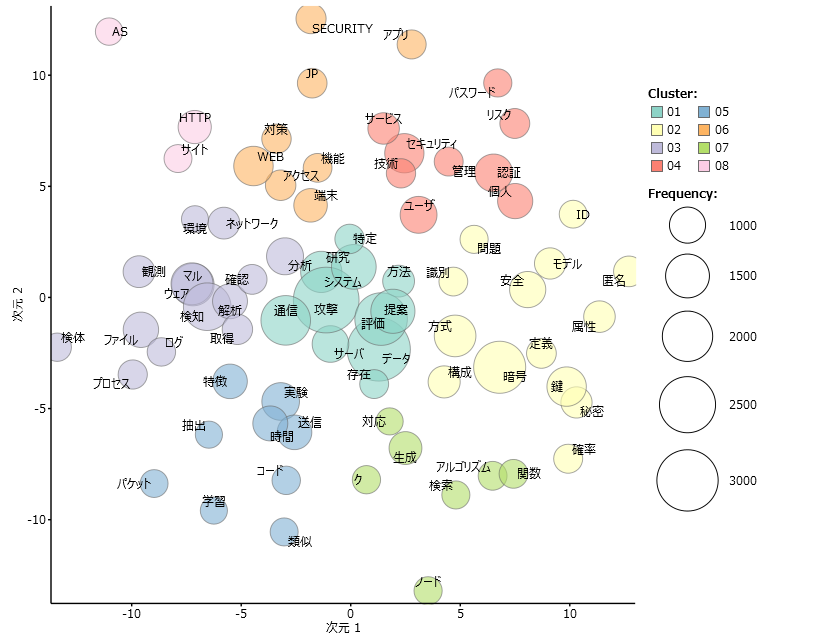 SECURITY
AS
アプリ
10
JP
パスワード
HTTP
サービス
リスク
対策
サイト
WEB
機能
セキュリティ
技術
管理
認証
アクセス
5
端末
個人
ユーザ
ID
環境
ネットワーク
特定
問題
観測
分析
研究
モデル
マル
確認
システム
方法
識別
安全
匿名
ウェア
0
検知
解析
通信
攻撃
提案
評価
方式
属性
検体
ファイル
ログ
取得
サーバ
データ
定義
プロセス
特徴
存在
構成
暗号
鍵
-5
実験
秘密
抽出
時間
送信
対応
生成
確率
パケット
コード
ク
アルゴリズム
関数
検索
学習
-10
類似
ノード
-10
-5
0
5
10
次元 1
次元 2
Cluster:
01 05
02 06
03 07
04 08
Frequency:
1000
1500
2000
2500
3000